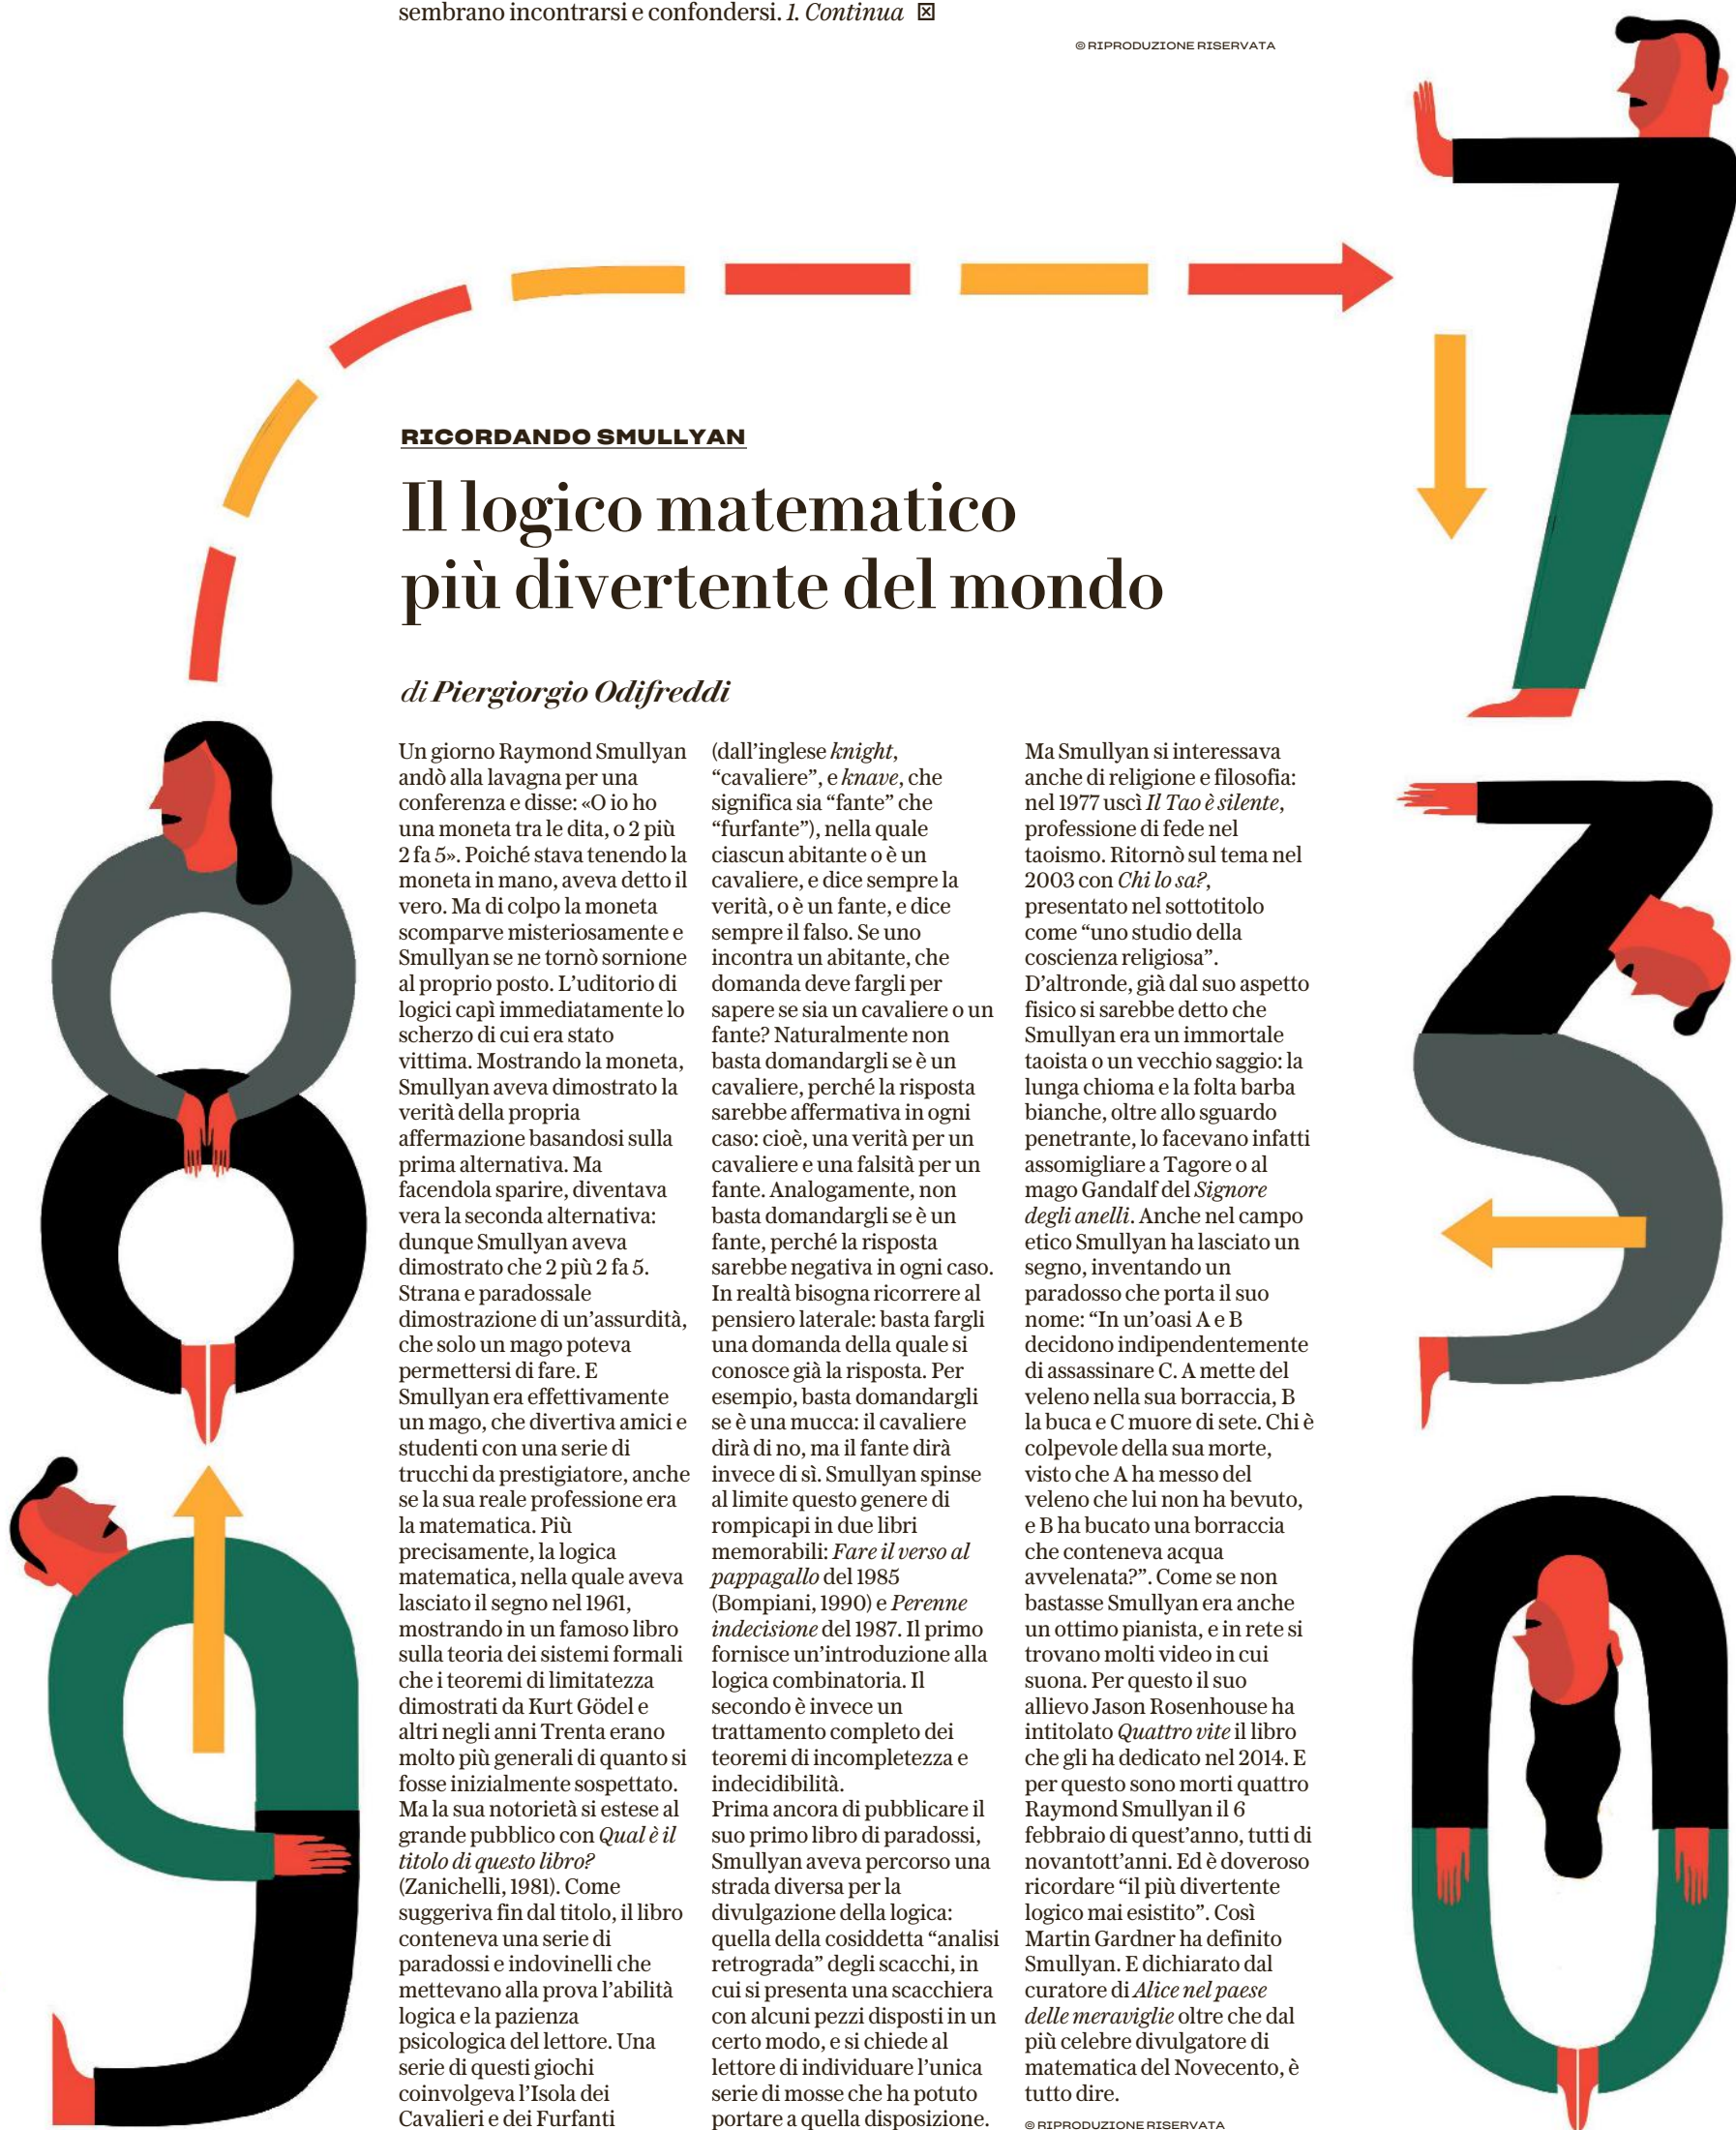 sembrano incontrarsi e confondersi. 1. Continua
© RIPRODUZIONE RISERVATA
RICORDANDO SMULLYAN
Il logico matematico
più divertente del mondo
di Piergiorgio Odifreddi
Un giorno Raymond Smullyan
andò alla lavagna per una
conferenza e disse: «O io ho
una moneta tra le dita, o 2 più
2 fa 5». Poiché stava tenendo la
moneta in mano, aveva detto il
vero. Ma di colpo la moneta
scomparve misteriosamente e
Smullyan se ne tornò sornione
al proprio posto. L’uditorio di
logici capì immediatamente lo
scherzo di cui era stato
vittima. Mostrando la moneta,
Smullyan aveva dimostrato la
verità della propria
affermazione basandosi sulla
prima alternativa. Ma
facendola sparire, diventava
vera la seconda alternativa:
dunque Smullyan aveva
dimostrato che 2 più 2 fa 5.
Strana e paradossale
dimostrazione di un’assurdità,
che solo un mago poteva
permettersi di fare. E
Smullyan era effettivamente
un mago, che divertiva amici e
studenti con una serie di
trucchi da prestigiatore, anche
se la sua reale professione era
la matematica. Più
precisamente, la logica
matematica, nella quale aveva
lasciato il segno nel 1961,
mostrando in un famoso libro
sulla teoria dei sistemi formali
che i teoremi di limitatezza
dimostrati da Kurt Gödel e
altri negli anni Trenta erano
molto più generali di quanto si
fosse inizialmente sospettato.
Ma la sua notorietà si estese al
grande pubblico con Qual è il
titolo di questo libro?
(Zanichelli, 1981). Come
suggeriva fin dal titolo, il libro
conteneva una serie di
paradossi e indovinelli che
mettevano alla prova l’abilità
logica e la pazienza
psicologica del lettore. Una
serie di questi giochi
coinvolgeva l’Isola dei
Cavalieri e dei Furfanti
(dall’inglese knight,
“cavaliere”, e knave, che
significa sia “fante” che
“furfante”), nella quale
ciascun abitante o è un
cavaliere, e dice sempre la
verità, o è un fante, e dice
sempre il falso. Se uno
incontra un abitante, che
domanda deve fargli per
sapere se sia un cavaliere o un
fante? Naturalmente non
basta domandargli se è un
cavaliere, perché la risposta
sarebbe affermativa in ogni
caso: cioè, una verità per un
cavaliere e una falsità per un
fante. Analogamente, non
basta domandargli se è un
fante, perché la risposta
sarebbe negativa in ogni caso.
In realtà bisogna ricorrere al
pensiero laterale: basta fargli
una domanda della quale si
conosce già la risposta. Per
esempio, basta domandargli
se è una mucca: il cavaliere
dirà di no, ma il fante dirà
invece di sì. Smullyan spinse
al limite questo genere di
rompicapi in due libri
memorabili: Fare il verso al
pappagallo del 1985
(Bompiani, 1990) e Perenne
indecisione del 1987. Il primo
fornisce un’introduzione alla
logica combinatoria. Il
secondo è invece un
trattamento completo dei
teoremi di incompletezza e
indecidibilità.
Prima ancora di pubblicare il
suo primo libro di paradossi,
Smullyan aveva percorso una
strada diversa per la
divulgazione della logica:
quella della cosiddetta “analisi
retrograda” degli scacchi, in
cui si presenta una scacchiera
con alcuni pezzi disposti in un
certo modo, e si chiede al
lettore di individuare l’unica
serie di mosse che ha potuto
portare a quella disposizione.
Ma Smullyan si interessava
anche di religione e filosofia:
nel 1977 uscì Il Tao è silente,
professione di fede nel
taoismo. Ritornò sul tema nel
2003 con Chi lo sa?,
presentato nel sottotitolo
come “uno studio della
coscienza religiosa”.
D’altronde, già dal suo aspetto
fisico si sarebbe detto che
Smullyan era un immortale
taoista o un vecchio saggio: la
lunga chioma e la folta barba
bianche, oltre allo sguardo
penetrante, lo facevano infatti
assomigliare a Tagore o al
mago Gandalf del Signore
degli anelli. Anche nel campo
etico Smullyan ha lasciato un
segno, inventando un
paradosso che porta il suo
nome: “In un’oasi A e B
decidono indipendentemente
di assassinare C. A mette del
veleno nella sua borraccia, B
la buca e C muore di sete. Chi è
colpevole della sua morte,
visto che A ha messo del
veleno che lui non ha bevuto,
e B ha bucato una borraccia
che conteneva acqua
avvelenata?”. Come se non
bastasse Smullyan era anche
un ottimo pianista, e in rete si
trovano molti video in cui
suona. Per questo il suo
allievo Jason Rosenhouse ha
intitolato Quattro vite il libro
che gli ha dedicato nel 2014. E
per questo sono morti quattro
Raymond Smullyan il 6
febbraio di quest’anno, tutti di
novantott’anni. Ed è doveroso
ricordare “il più divertente
logico mai esistito”. Così
Martin Gardner ha definito
Smullyan. E dichiarato dal
curatore di Alice nel paese
delle meraviglie oltre che dal
più celebre divulgatore di
matematica del Novecento, è
tutto dire.
© RIPRODUZIONE RISERVATA